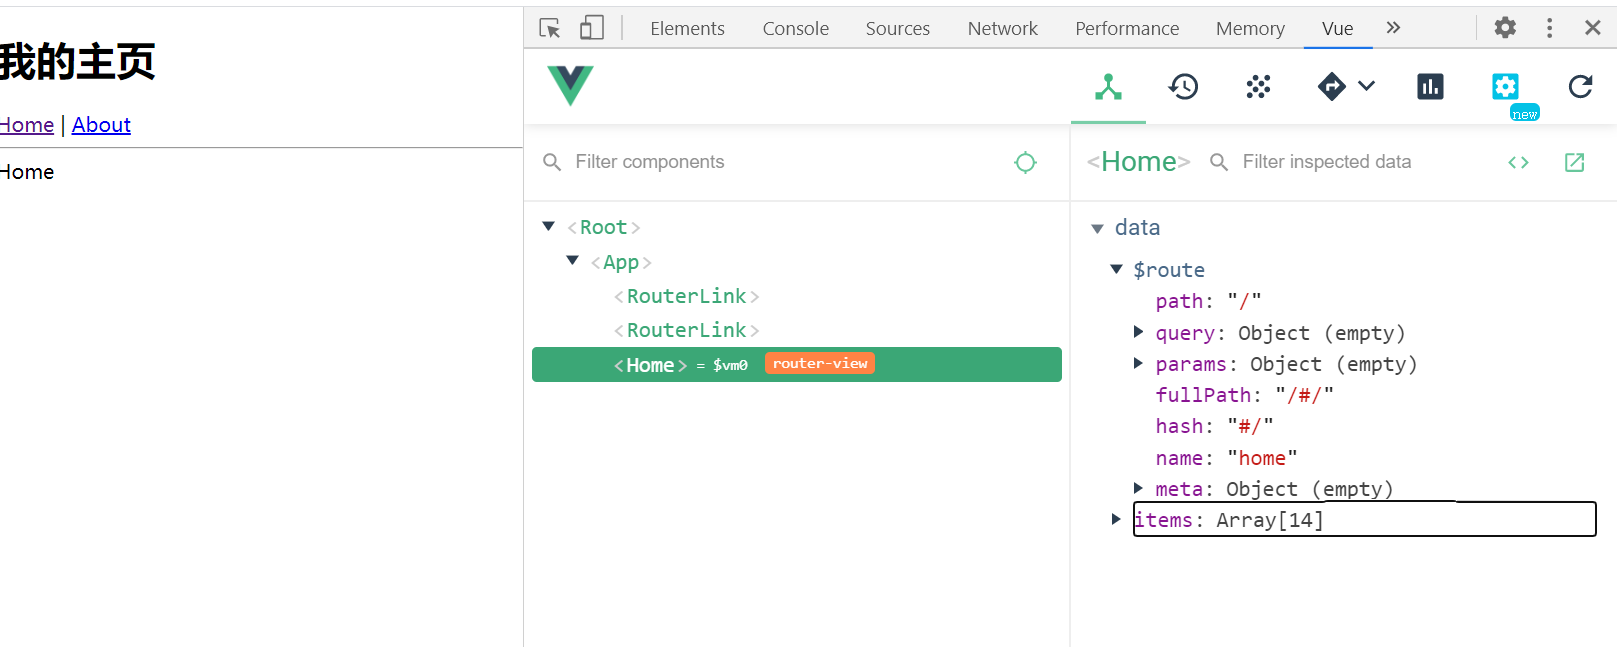 我的主页
Home | About
Home
Elements Console Sources Network Performance Memory Vue »
new
Filter components
<Home> Filter inspected data
<Root>
<App>
<RouterLink>
<RouterLink>
<Home> = $vm0 router-view
data
$route
path: "/"
query: Object (empty)
params: Object (empty)
fullPath: "/#/"
hash: "#/"
name: "home"
meta: Object (empty)
items: Array[14]